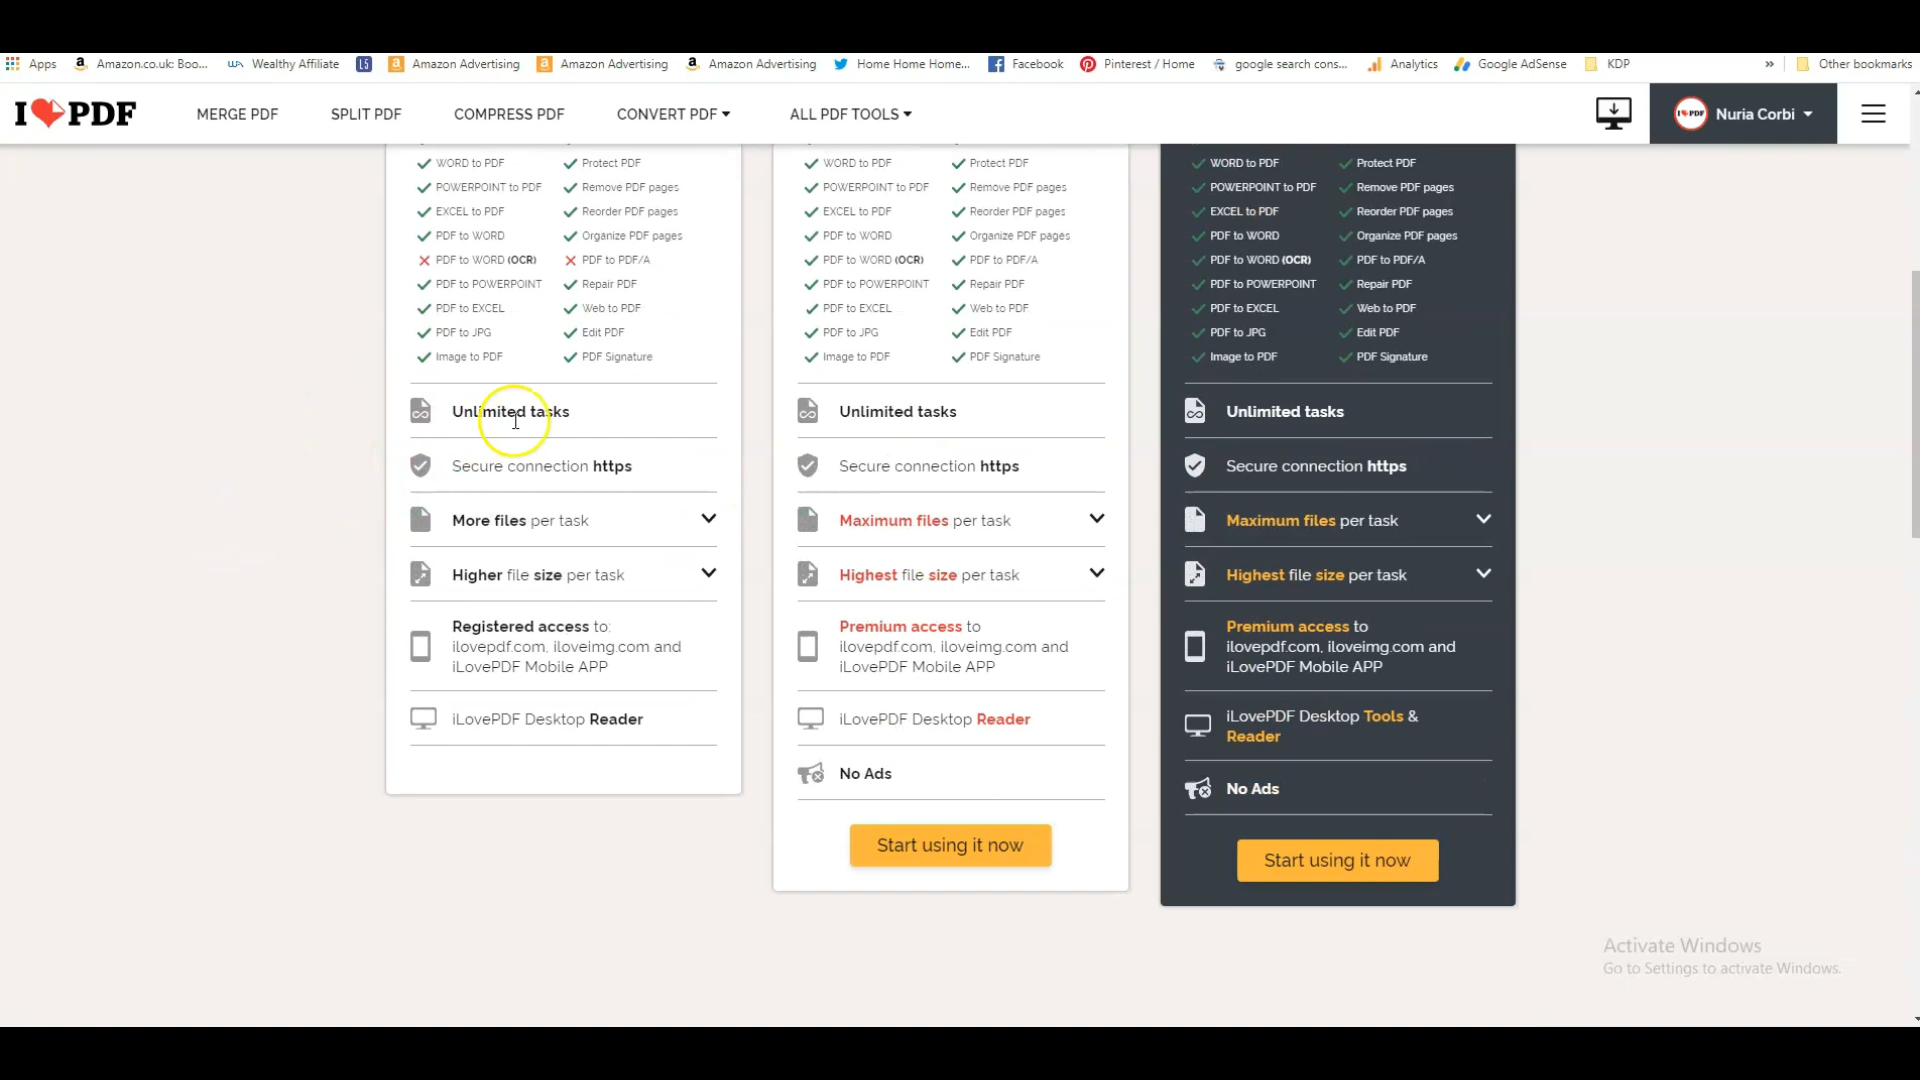 Apps Amazon.co.uk: Boo... Wealthy Affiliate L5 Amazon Advertising Amazon Advertising Amazon Advertising Home Home Home... Facebook Pinterest / Home google search cons... Analytics Google AdSense KDP » Other bookmarks
I PDF MERGE PDF SPLIT PDF COMPRESS PDF CONVERT PDF ALL PDF TOOLS Nuria Corbi
WORD to PDF Protect PDF WORD to PDF Protect PDF WORD to PDF Protect PDF
POWERPOINT to PDF Remove PDF pages POWERPOINT to PDF Remove PDF pages POWERPOINT to PDF Remove PDF pages
EXCEL to PDF Reorder PDF pages EXCEL to PDF Reorder PDF pages EXCEL to PDF Reorder PDF pages
PDF to WORD Organize PDF pages PDF to WORD Organize PDF pages PDF to WORD Organize PDF pages
PDF to WORD (OCR) PDF to PDF/A PDF to WORD (OCR) PDF to PDF/A PDF to WORD (OCR) PDF to PDF/A
PDF to POWERPOINT Repair PDF PDF to POWERPOINT Repair PDF PDF to POWERPOINT Repair PDF
PDF to EXCEL Web to PDF PDF to EXCEL Web to PDF PDF to EXCEL Web to PDF
PDF to JPG Edit PDF PDF to JPG Edit PDF PDF to JPG Edit PDF
Image to PDF PDF Signature Image to PDF PDF Signature Image to PDF PDF Signature
Unlimited tasks Unlimited tasks Unlimited tasks
Secure connection https Secure connection https Secure connection https
More files per task Maximum files per task Maximum files per task
Higher file size per task Highest file size per task Highest file size per task
Registered access to: Premium access to Premium access to
ilovepdf.com, iloveimg.com and ilovepdf.com, iloveimg.com and ilovepdf.com, iloveimg.com and
iLovePDF Mobile APP iLovePDF Mobile APP iLovePDF Mobile APP
iLovePDF Desktop Reader iLovePDF Desktop Reader iLovePDF Desktop Tools &
Reader
No Ads No Ads
Start using it now Start using it now
Activate Windows
Go to Settings to activate Windows.